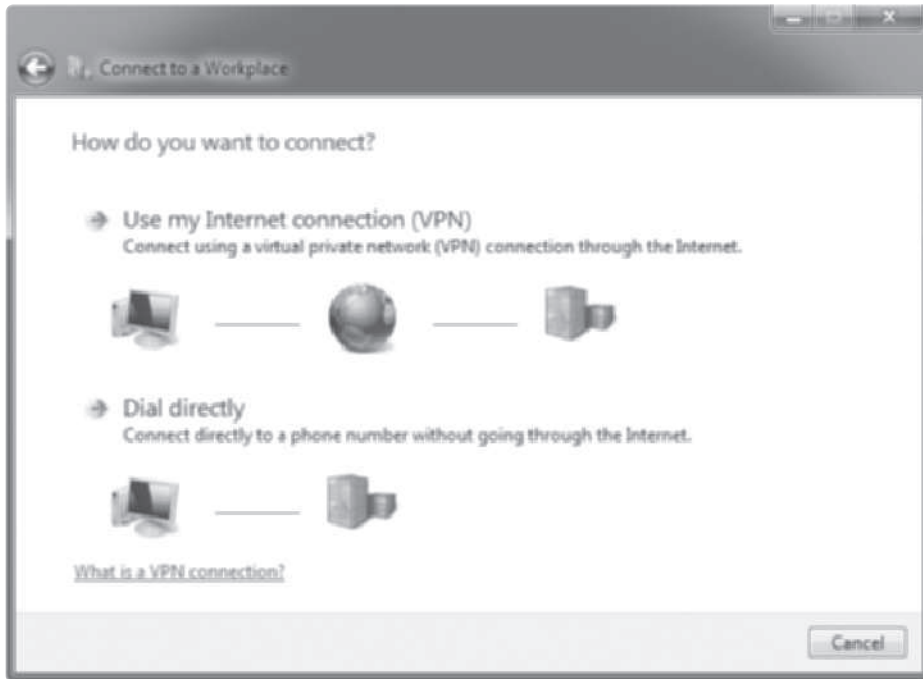 Connect to a Workplace
How do you want to connect?
Use my Internet connection (VPN)
Connect using a virtual private network (VPN) connection through the Internet.
Dial directly
Connect directly to a phone number without going through the Internet.
What is a VPN connection?
Cancel